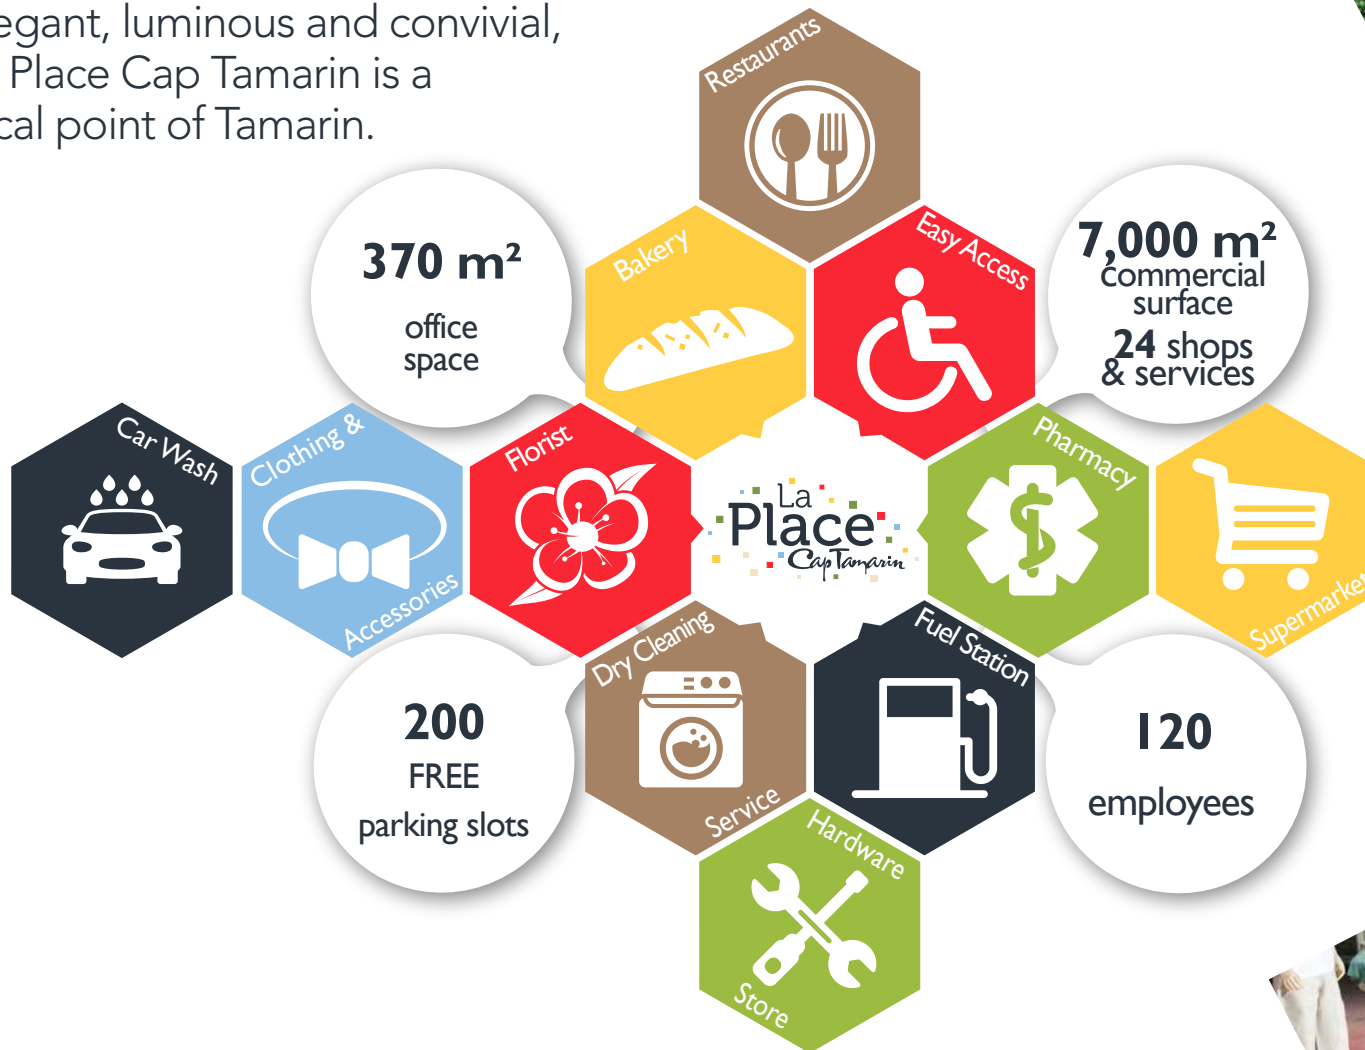 egant, luminous and convivial,
Place Cap Tamarin is a
cal point of Tamarin.
Restaurants
Bakery
Easy Access
370 m²
office
space
7,000 m²
commercial
surface
24 shops
& services
Car Wash
Clothing &
Accessories
Florist
La
Place
Cap Tamarin
Pharmacy
Supermarket
Dry Cleaning
Service
Fuel Station
200
FREE
parking slots
120
employees
Hardware
Store